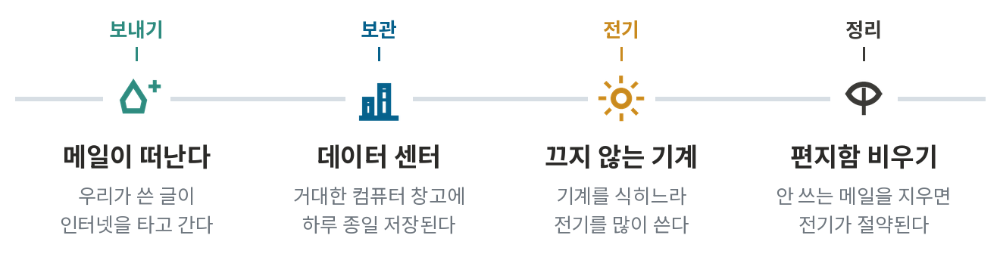 보내기
메일이 떠난다
우리가 쓴 글이
인터넷을 타고 간다
보관
데이터 센터
거대한 컴퓨터 창고에
하루 종일 저장된다
전기
끄지 않는 기계
기계를 식히느라
전기를 많이 쓴다
정리
편지함 비우기
안 쓰는 메일을 지우면
전기가 절약된다